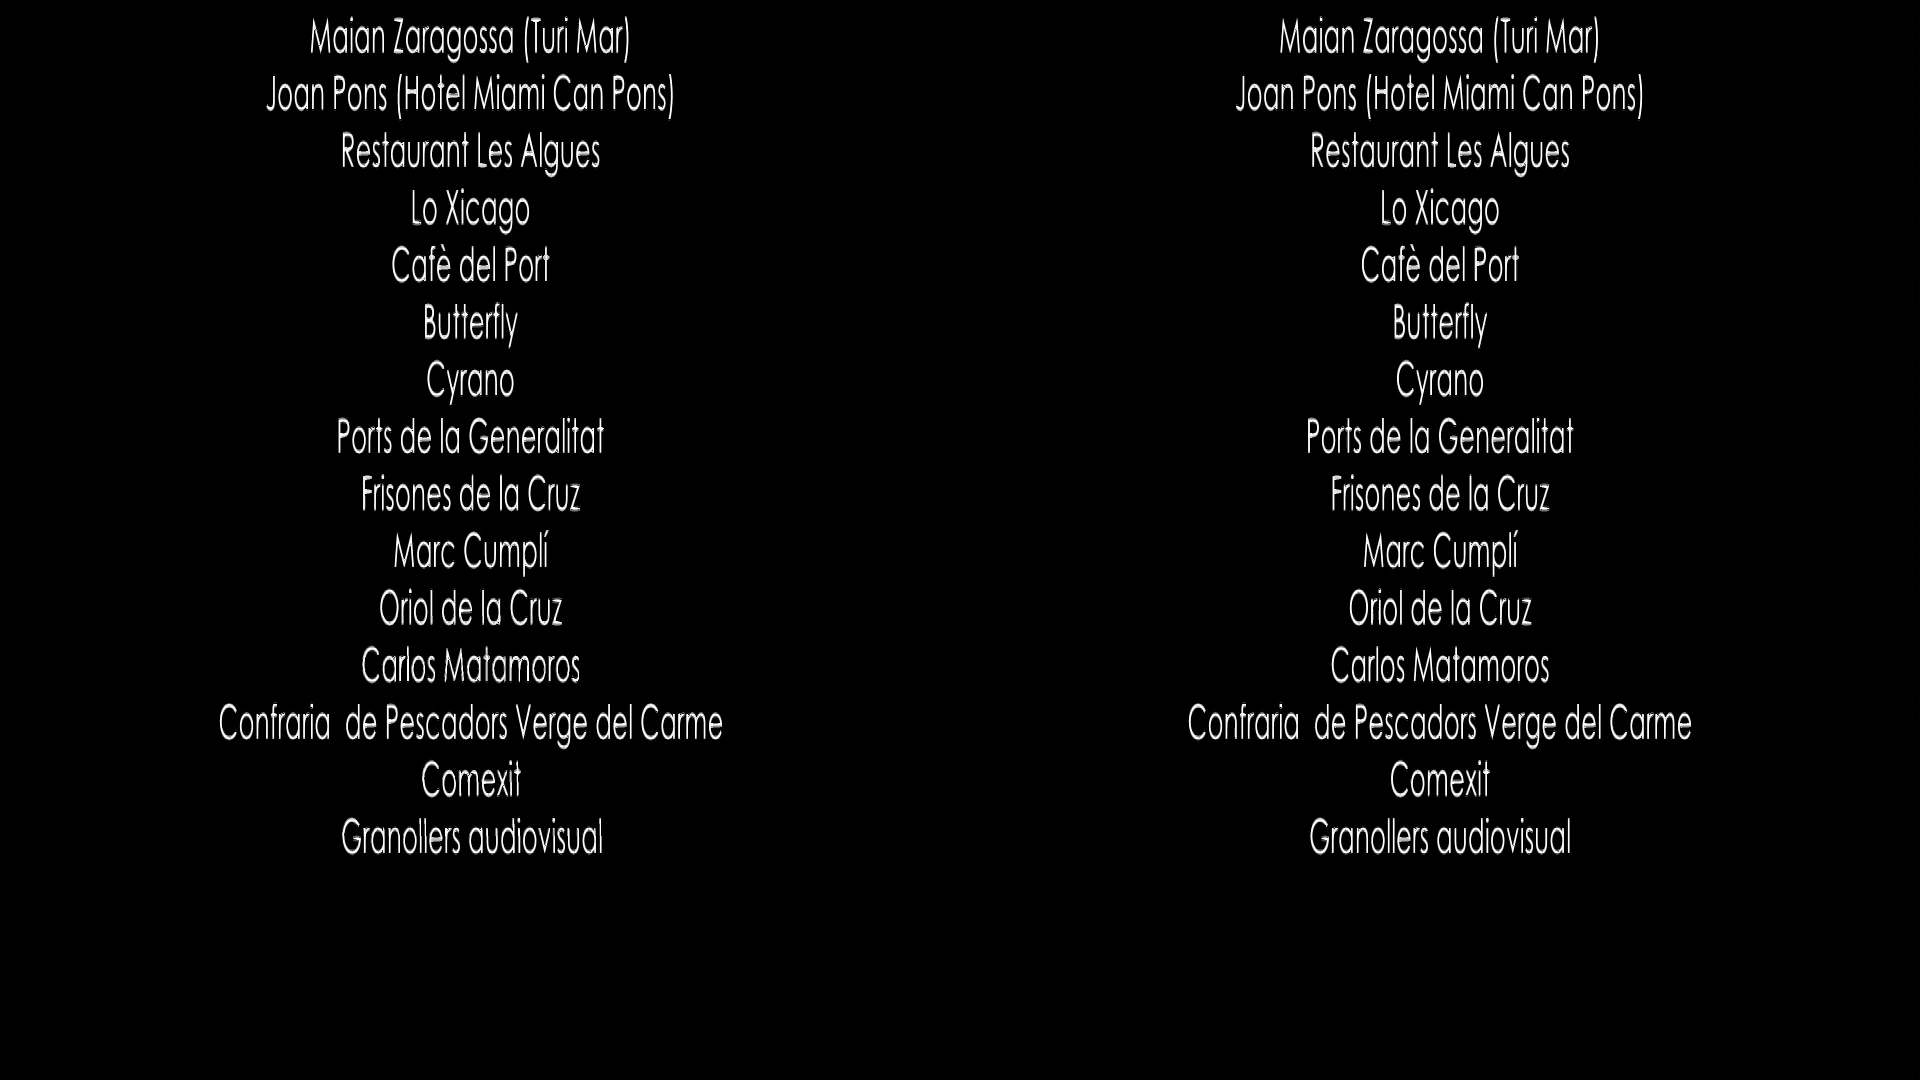 Maian Zaragossa (Turi Mar)
Joan Pons (Hotel Miami Can Pons)
Restaurant Les Algues
Lo Xicago
Cafè del Port
Butterfly
Cyrano
Ports de la Generalitat
Frisones de la Cruz
Marc Cumplí
Oriol de la Cruz
Carlos Matamoros
Confraria de Pescadors Verge del Carme
Comexit
Granollers audiovisual
Maian Zaragossa (Turi Mar)
Joan Pons (Hotel Miami Can Pons)
Restaurant Les Algues
Lo Xicago
Cafè del Port
Butterfly
Cyrano
Ports de la Generalitat
Frisones de la Cruz
Marc Cumplí
Oriol de la Cruz
Carlos Matamoros
Confraria de Pescadors Verge del Carme
Comexit
Granollers audiovisual